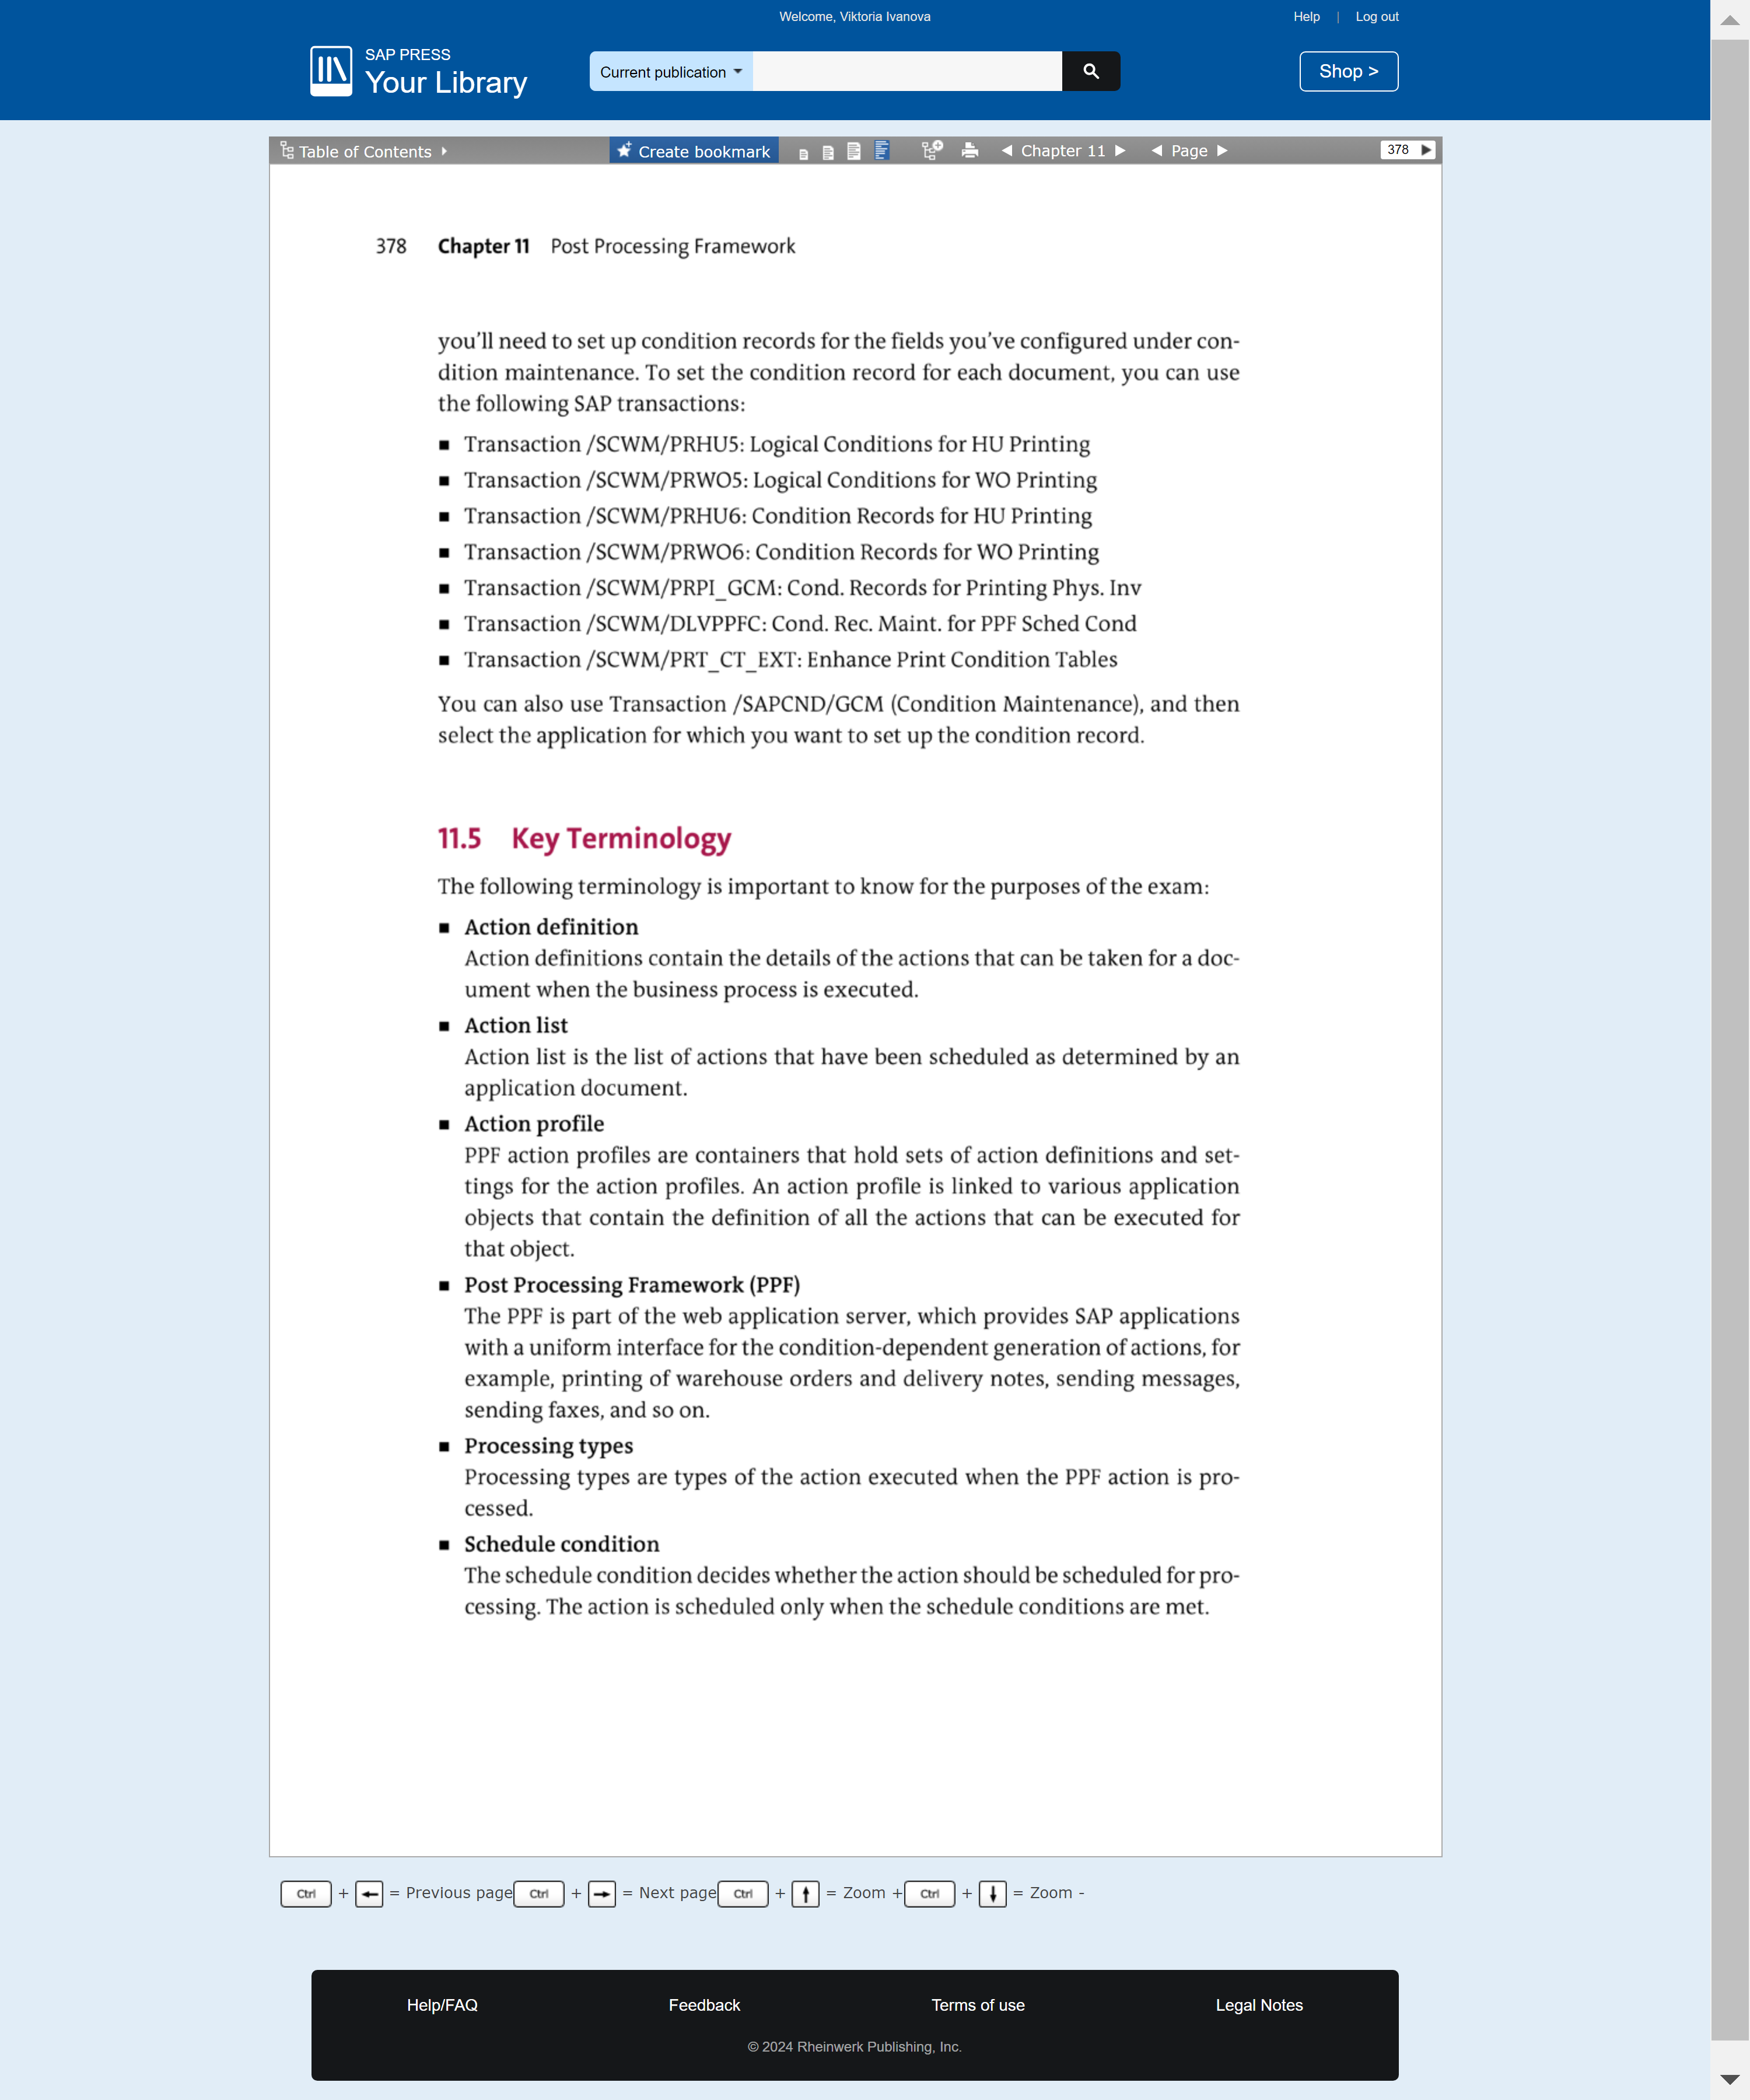 Welcome, Viktoria Ivanova
Help | Log out
SAP PRESS
Your Library
Current publication
Shop >
Table of Contents
Create bookmark
Chapter 11
Page
378
378 Chapter 11 Post Processing Framework
you'll need to set up condition records for the fields you've configured under con-
dition maintenance. To set the condition record for each document, you can use
the following SAP transactions:
■ Transaction /SCWM/PRHU5: Logical Conditions for HU Printing
■ Transaction /SCWM/PRWO5: Logical Conditions for WO Printing
■ Transaction /SCWM/PRHU6: Condition Records for HU Printing
■ Transaction /SCWM/PRWO6: Condition Records for WO Printing
■ Transaction /SCWM/PRPI_GCM: Cond. Records for Printing Phys. Inv
■ Transaction /SCWM/DLVPPFC: Cond. Rec. Maint. for PPF Sched Cond
■ Transaction /SCWM/PRT_CT_EXT: Enhance Print Condition Tables
You can also use Transaction /SAPCND/GCM (Condition Maintenance), and then
select the application for which you want to set up the condition record.
11.5 Key Terminology
The following terminology is important to know for the purposes of the exam:
■ Action definition
Action definitions contain the details of the actions that can be taken for a doc-
ument when the business process is executed.
■ Action list
Action list is the list of actions that have been scheduled as determined by an
application document.
■ Action profile
PPF action profiles are containers that hold sets of action definitions and set-
tings for the action profiles. An action profile is linked to various application
objects that contain the definition of all the actions that can be executed for
that object.
■ Post Processing Framework (PPF)
The PPF is part of the web application server, which provides SAP applications
with a uniform interface for the condition-dependent generation of actions, for
example, printing of warehouse orders and delivery notes, sending messages,
sending faxes, and so on.
■ Processing types
Processing types are types of the action executed when the PPF action is pro-
cessed.
■ Schedule condition
The schedule condition decides whether the action should be scheduled for pro-
cessing. The action is scheduled only when the schedule conditions are met.
Ctrl + ← = Previous page Ctrl + → = Next page Ctrl + ↑ = Zoom + Ctrl + ↓ = Zoom -
Help/FAQ Feedback Terms of use Legal Notes
© 2024 Rheinwerk Publishing, Inc.